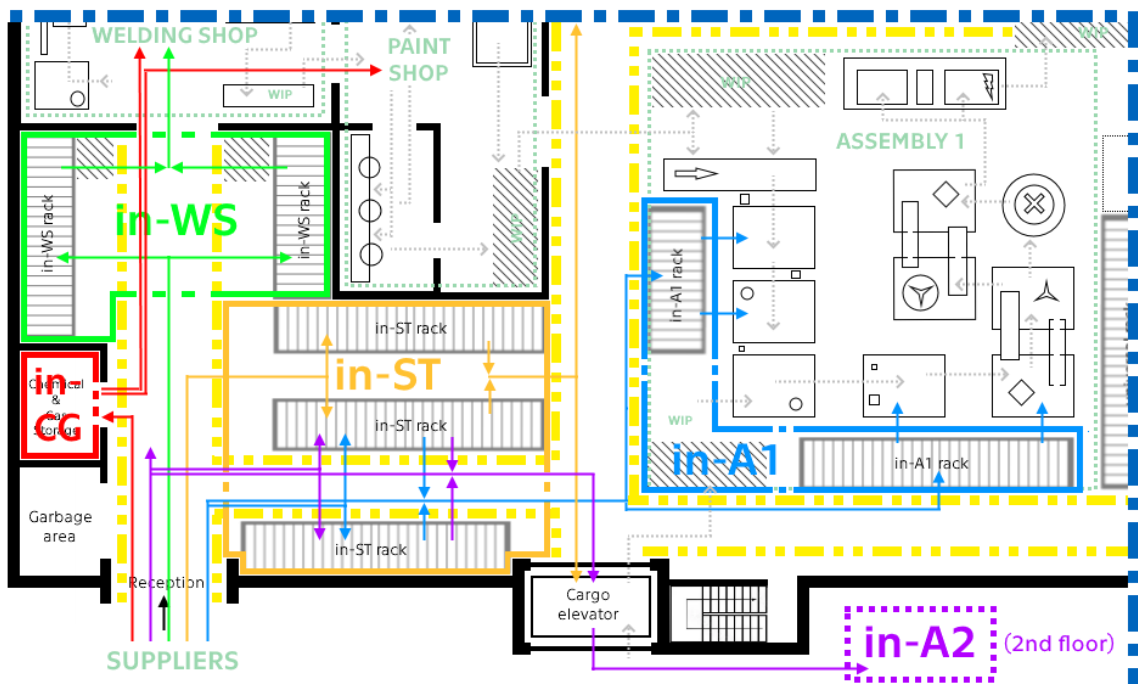 WELDING SHOP
PAINT
SHOP
WIP
WIP
WIP
ASSEMBLY 1
WIP
in-WS rack
in-WS
in-WS rack
in-A1 rack
in-ST rack
in-ST
in-ST rack
in-ST rack
Chemical
&
Gas
Storage
in-
CG
WIP
in-A1
in-A1 rack
Garbage
area
Reception
Cargo
elevator
in-A2
(2nd floor)
SUPPLIERS